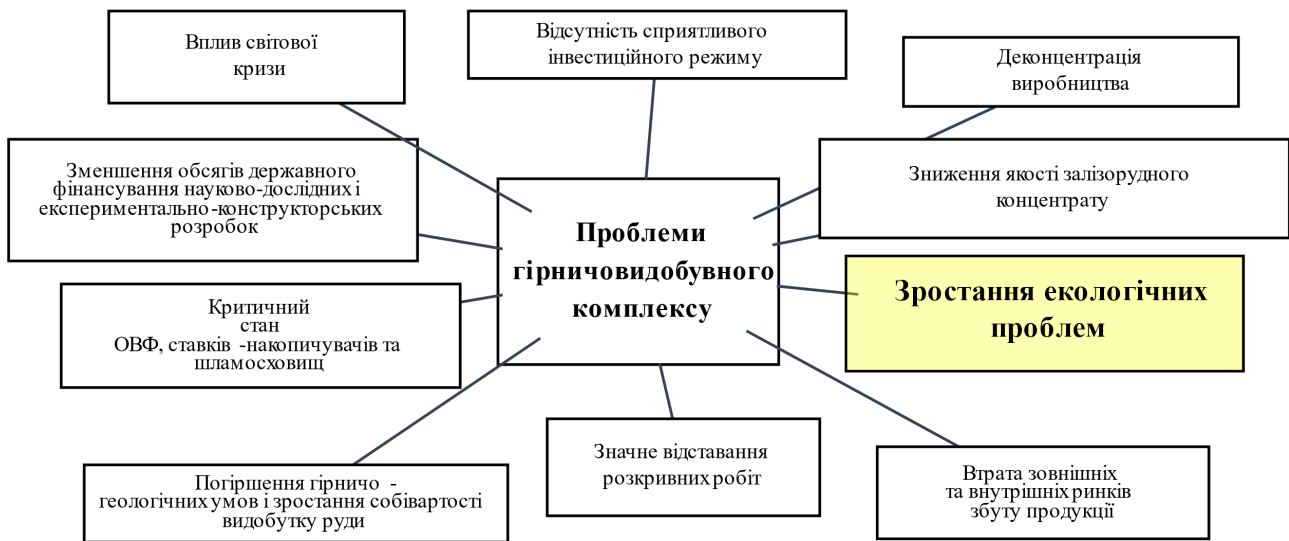 Вплив світової
кризи
Відсутність сприятливого
інвестиційного режиму
Деконцентрація
виробництва
Зменшення обсягів державного
фінансування науково-дослідних і
експериментально-конструкторських
розробок
Зниження якості залізорудного
концентрату
Проблеми
гірничовидобувного
комплексу
Зростання екологічних
проблем
Критичний
стан
ОВФ, ставків -накопичувачів та
шламосховищ
Значне відставання
розкривних робіт
Погіршення гірничо -
геологічних умов і зростання собівартості
видобутку руди
Втрата зовнішніх
та внутрішніх ринків
збуту продукції